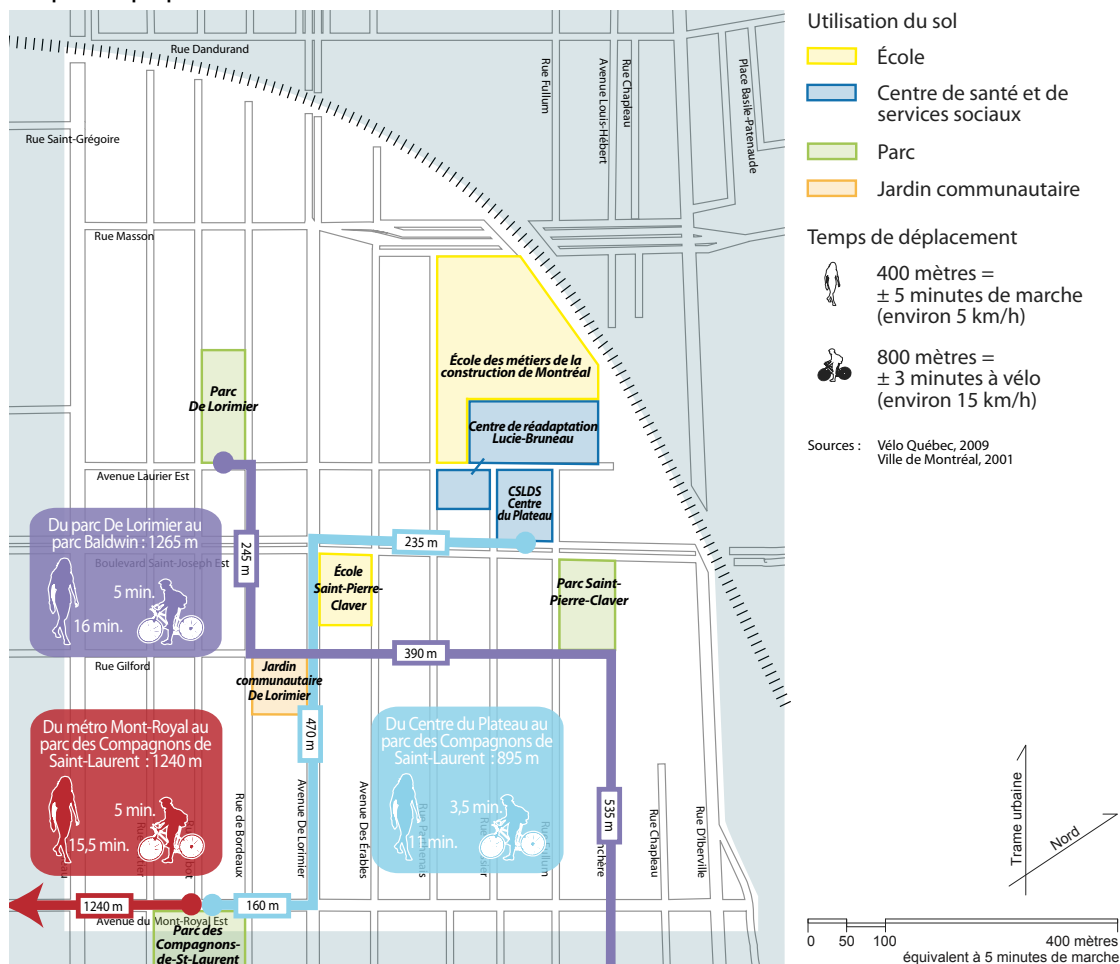 Rue Dandurand
Rue Saint-Grégoire
Rue Masson
Rue Fullum
Avenue Louis-Hébert
Rue Chapleau
Place Basile-Patenaude
Parc
De Lorimier
École des métiers de la
construction de Montréal
Centre de réadaptation
Lucie-Bruneau
Avenue Laurier Est
CSLDS
Centre
du Plateau
Du parc De Lorimier au
parc Baldwin : 1265 m
Boulevard Saint-Joseph Est
5 min.
16 min.
245 m
235 m
École
Saint-Pierre-
Claver
Parc Saint-
Pierre-Claver
Rue Gilford
390 m
Jardin
communautaire
De Lorimier
470 m
Du métro Mont-Royal au
parc des Compagnons de
Saint-Laurent : 1240 m
5 min.
15,5 min.
Du Centre du Plateau au
parc des Compagnons de
Saint-Laurent : 895 m
3,5 min.
11 min.
Rue de Bordeaux
Avenue De Lorimier
Avenue Des Érables
Rue Fullum
535 m
Rue Chapleau
Rue D'Iberville
1240 m
160 m
Avenue du Mont-Royal Est
Parc des
Compagnons-
de-St-Laurent
Utilisation du sol
École
Centre de santé et de
services sociaux
Parc
Jardin communautaire
Temps de déplacement
400 mètres =
± 5 minutes de marche
(environ 5 km/h)
800 mètres =
± 3 minutes à vélo
(environ 15 km/h)
Sources : Vélo Québec, 2009
Ville de Montréal, 2001
Trame urbaine
Nord
0 50 100 400 mètres
équivalent à 5 minutes de marche